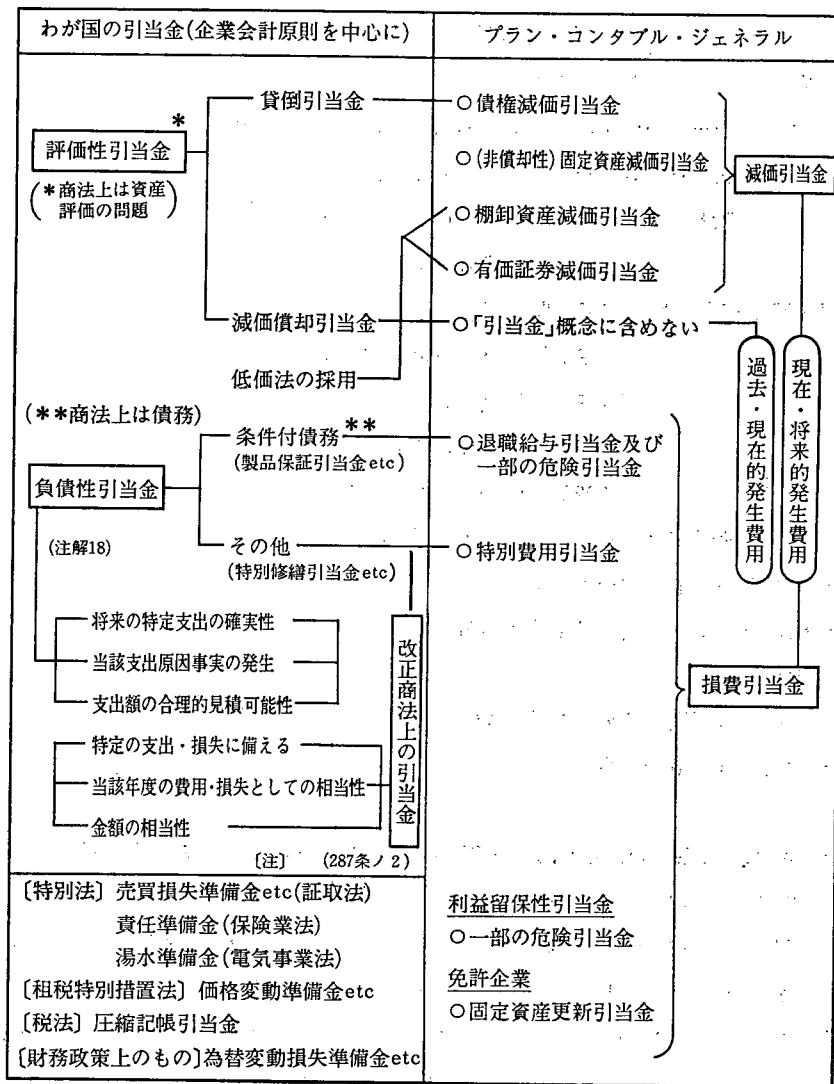 わが国の引当金(企業会計原則を中心に)
プラン・コンタブル・ジェネラル
貸倒引当金
○債権減価引当金
*
評価性引当金
○(非償却性)固定資産減価引当金
減価引当金
(*商法上は資産
評価の問題)
○棚卸資産減価引当金
○有価証券減価引当金
減価償却引当金
○「引当金」概念に含めない
低価法の採用
過去・現在的発生費用
現在・将来的発生費用
(**商法上は債務)
条件付債務**
(製品保証引当金etc)
○退職給与引当金及び
一部の危険引当金
負債性引当金
(注解18)
その他
(特別修繕引当金etc)
○特別費用引当金
将来の特定支出の確実性
当該支出原因事実の発生
支出額の合理的見積可能性
改正商法上の引当金
損費引当金
特定の支出・損失に備える
当該年度の費用・損失としての相当性
金額の相当性
〔注〕 (287条ノ2)
〔特別法〕売買損失準備金etc(証取法)
責任準備金(保険業法)
渇水準備金(電気事業法)
〔租税特別措置法〕価格変動準備金etc
〔税法〕圧縮記帳引当金
〔財務政策上のもの〕為替変動損失準備金etc
利益留保性引当金
○一部の危険引当金
免許企業
○固定資産更新引当金